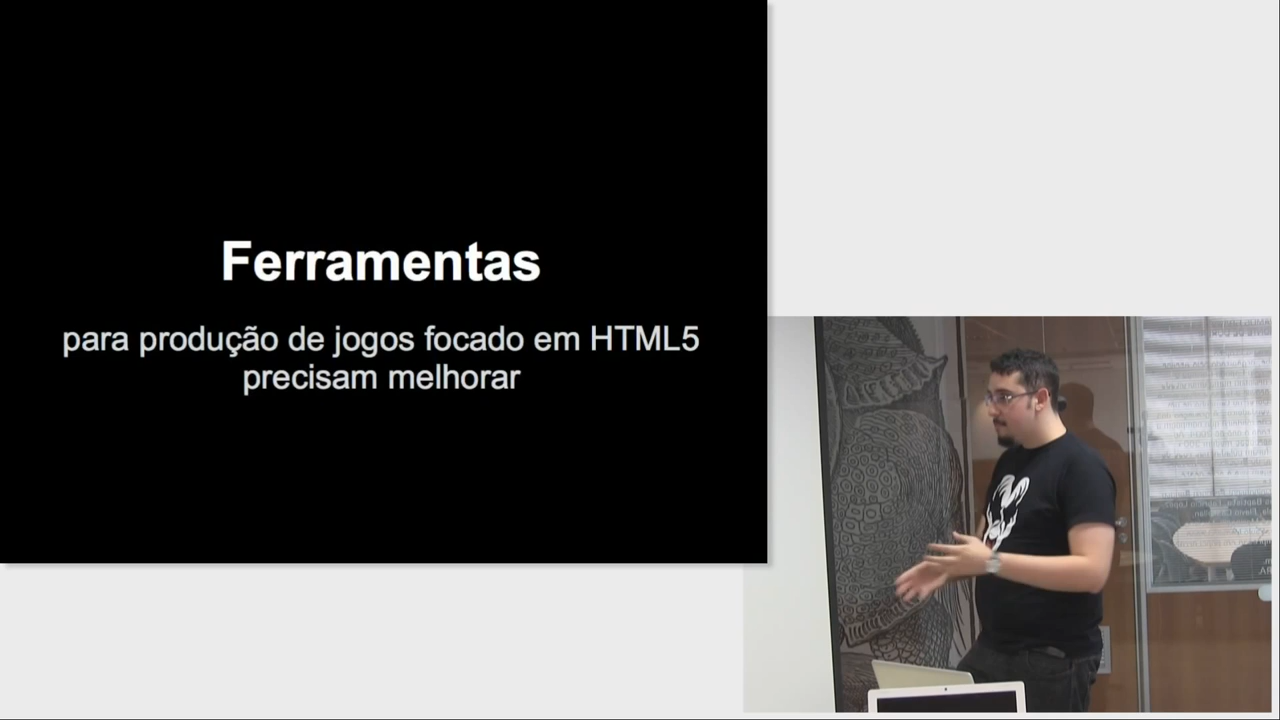 Ferramentas
para produção de jogos focado em HTML5
precisam melhorar